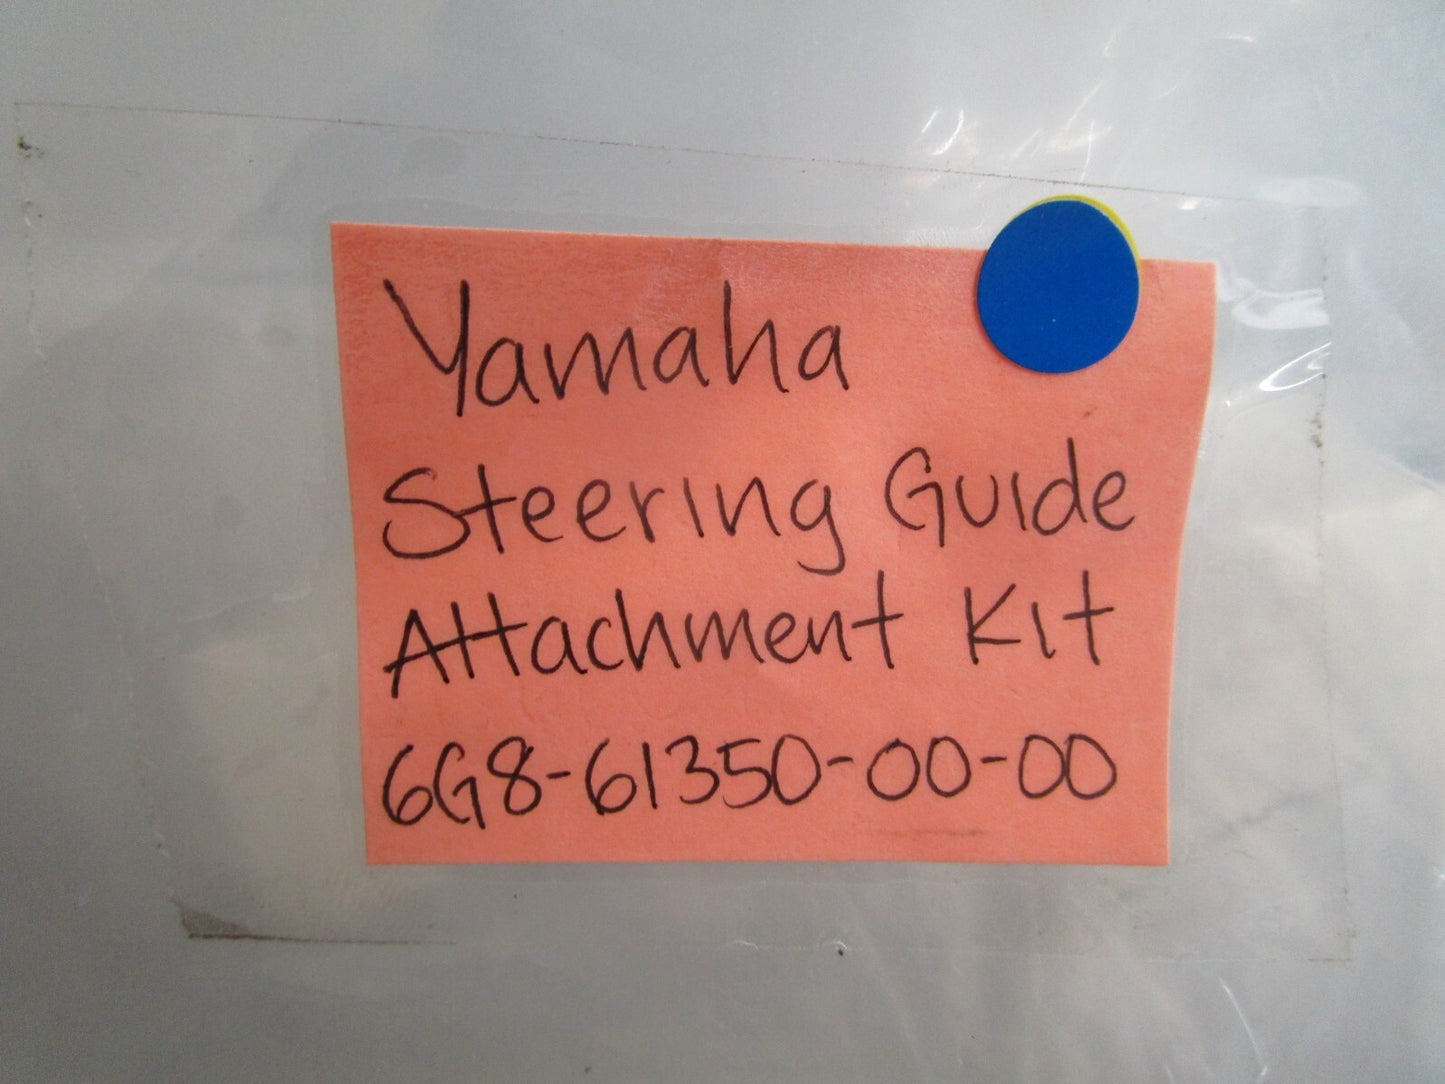 Yamaha
Steering Guide
Attachment Kit
6G8-61350-00-00